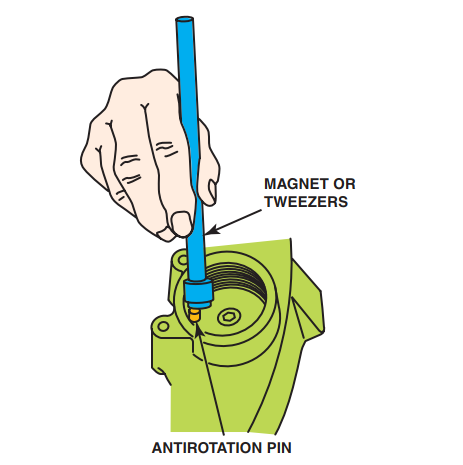 MAGNET OR
TWEEZERS
ANTIROTATION PIN